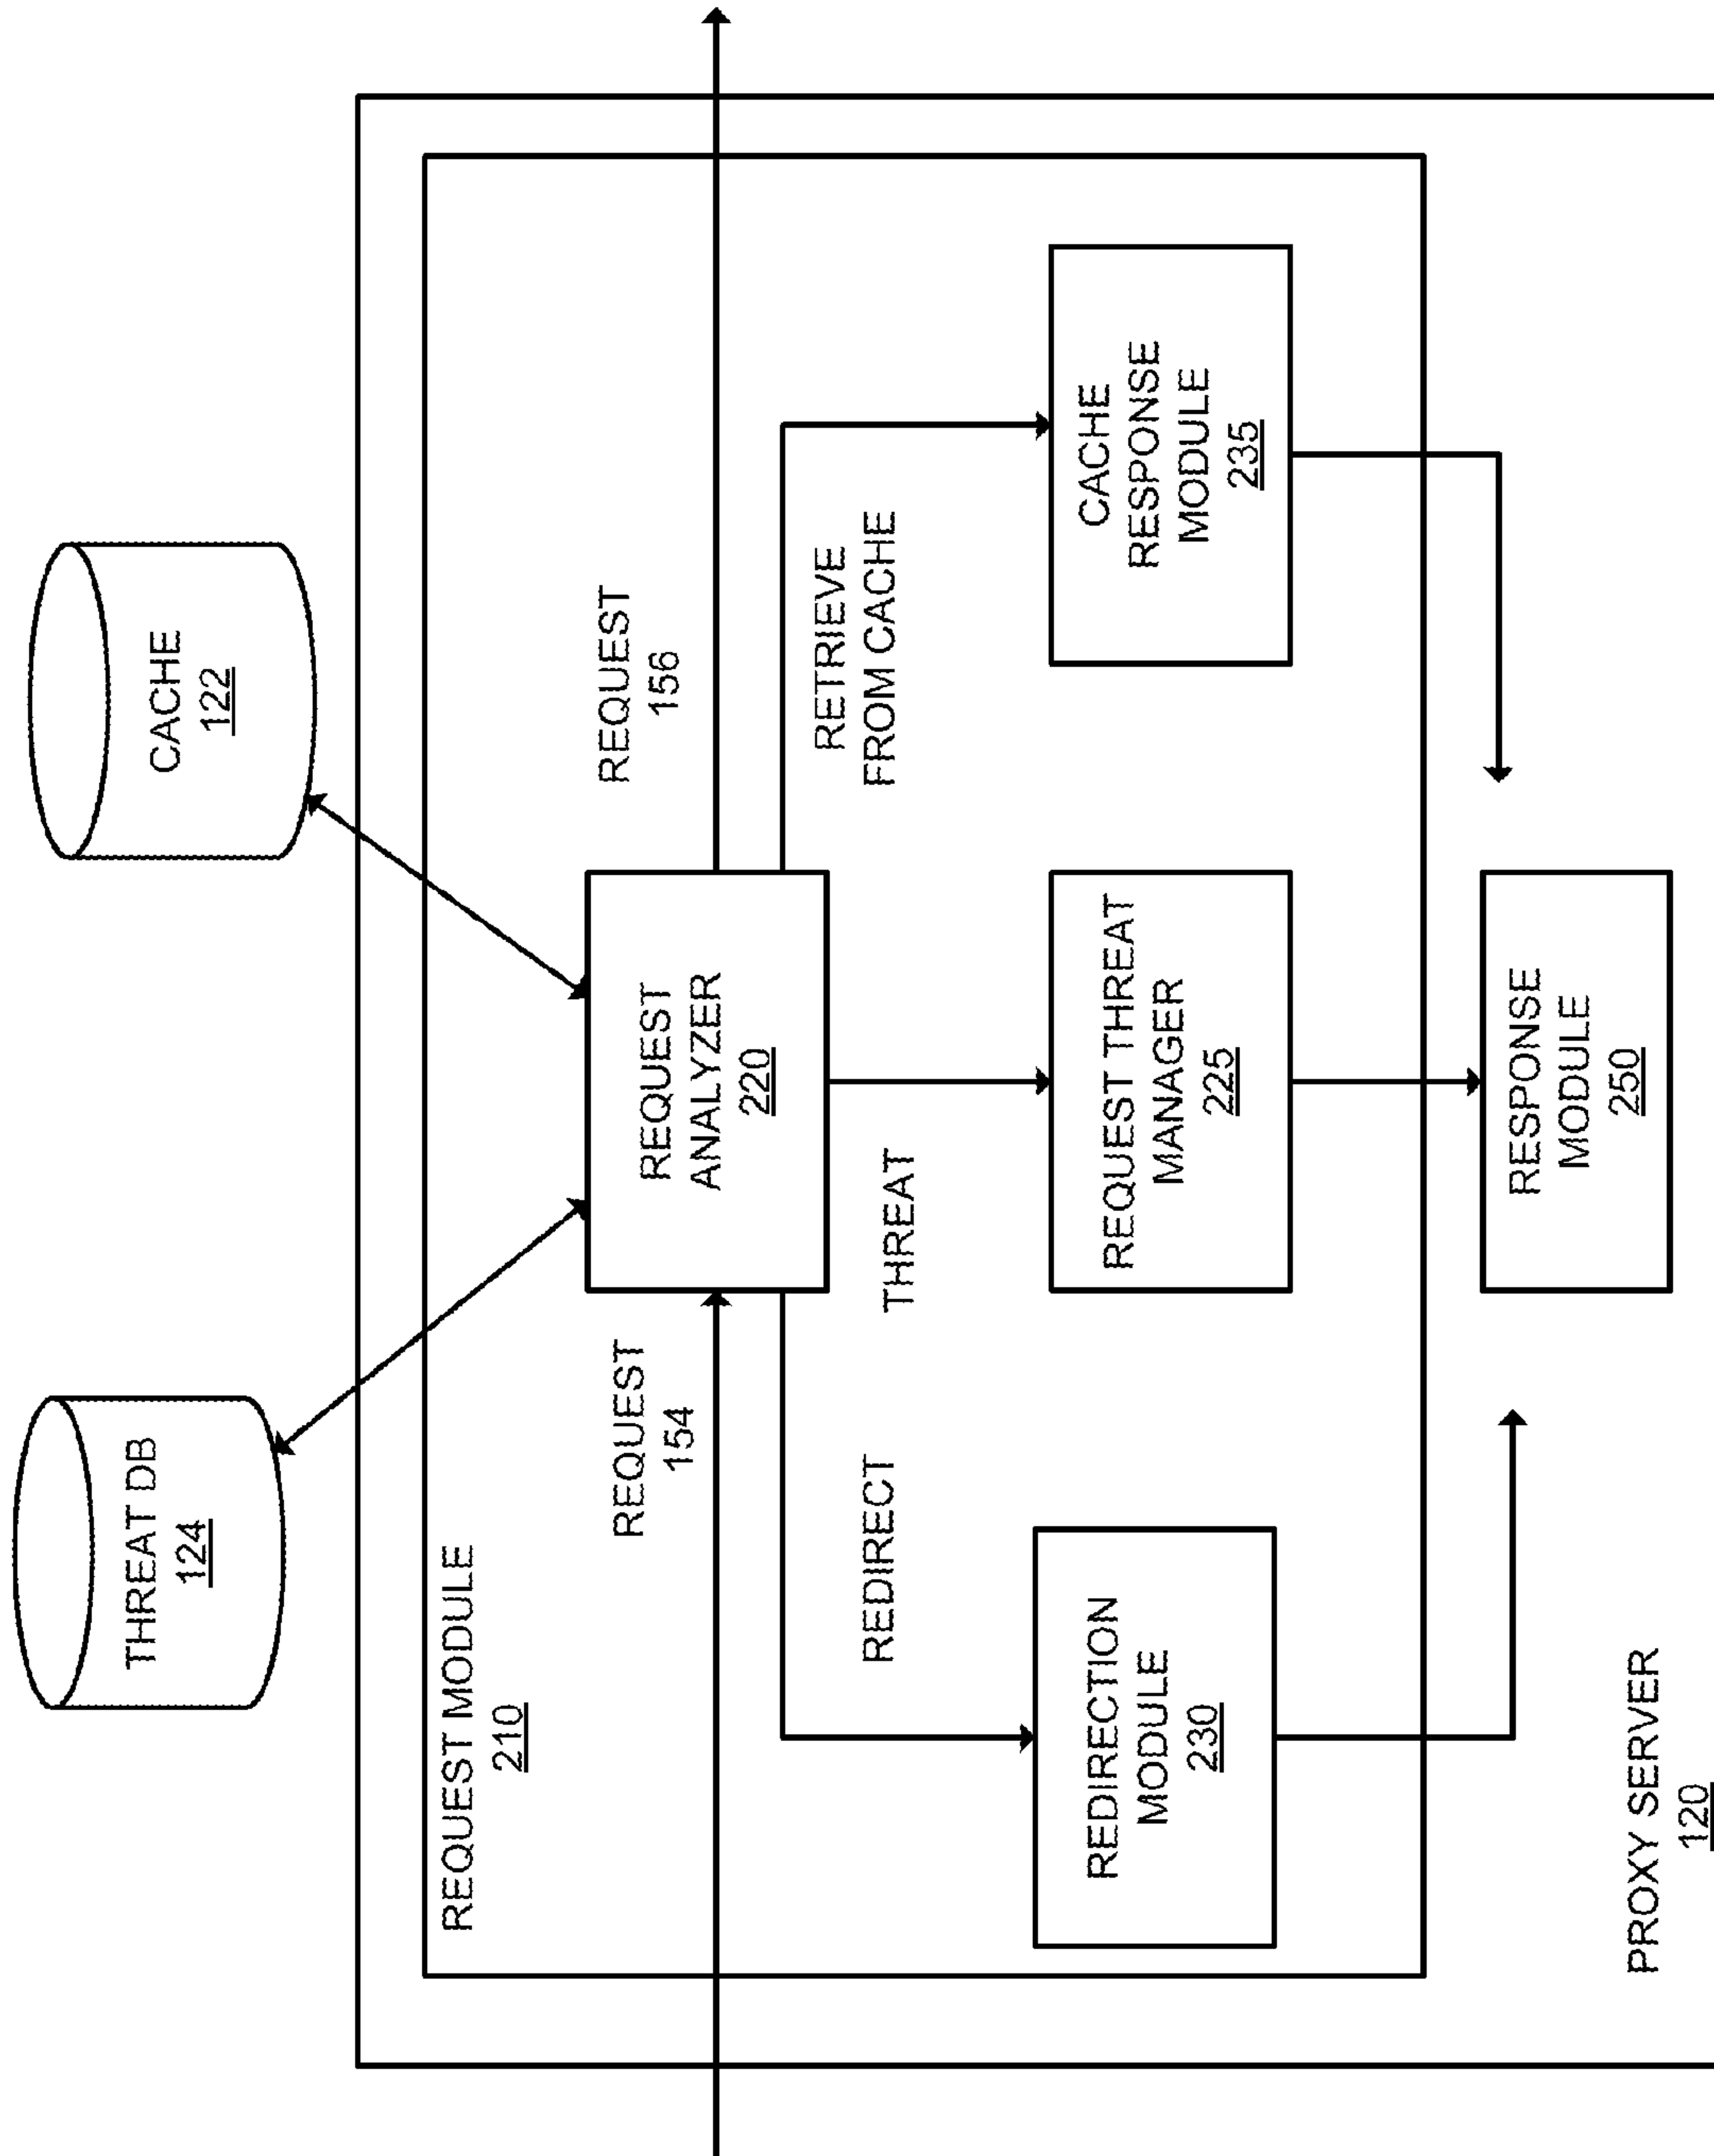 THREAT DB
124
CACHE
122
REQUEST MODULE
210
REQUEST
154
REQUEST
156
REQUEST
ANALYZER
220
REDIRECT
THREAT
RETRIEVE
FROM CACHE
REDIRECTION
MODULE
230
REQUEST THREAT
MANAGER
225
CACHE
RESPONSE
MODULE
235
RESPONSE
MODULE
250
PROXY SERVER
120